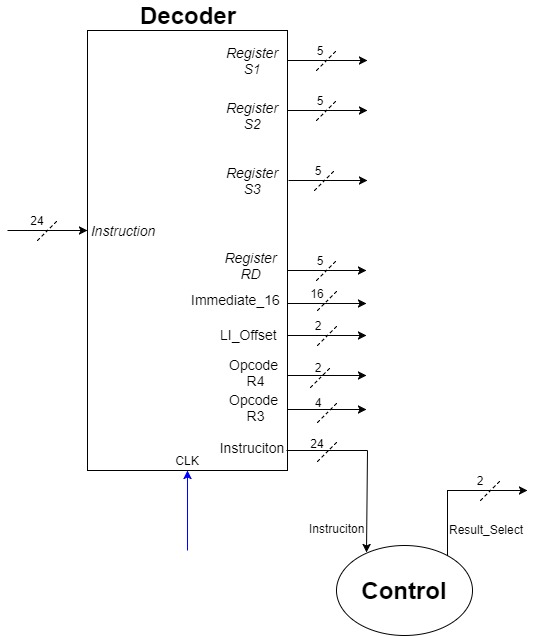 Decoder
Register
S1
5
Register
S2
5
Register
S3
5
24
Instruction
Register
RD
5
Immediate_16
16
LI_Offset
2
Opcode
R4
2
Opcode
R3
4
Instruciton
24
CLK
2
Instruciton
Result_Select
Control